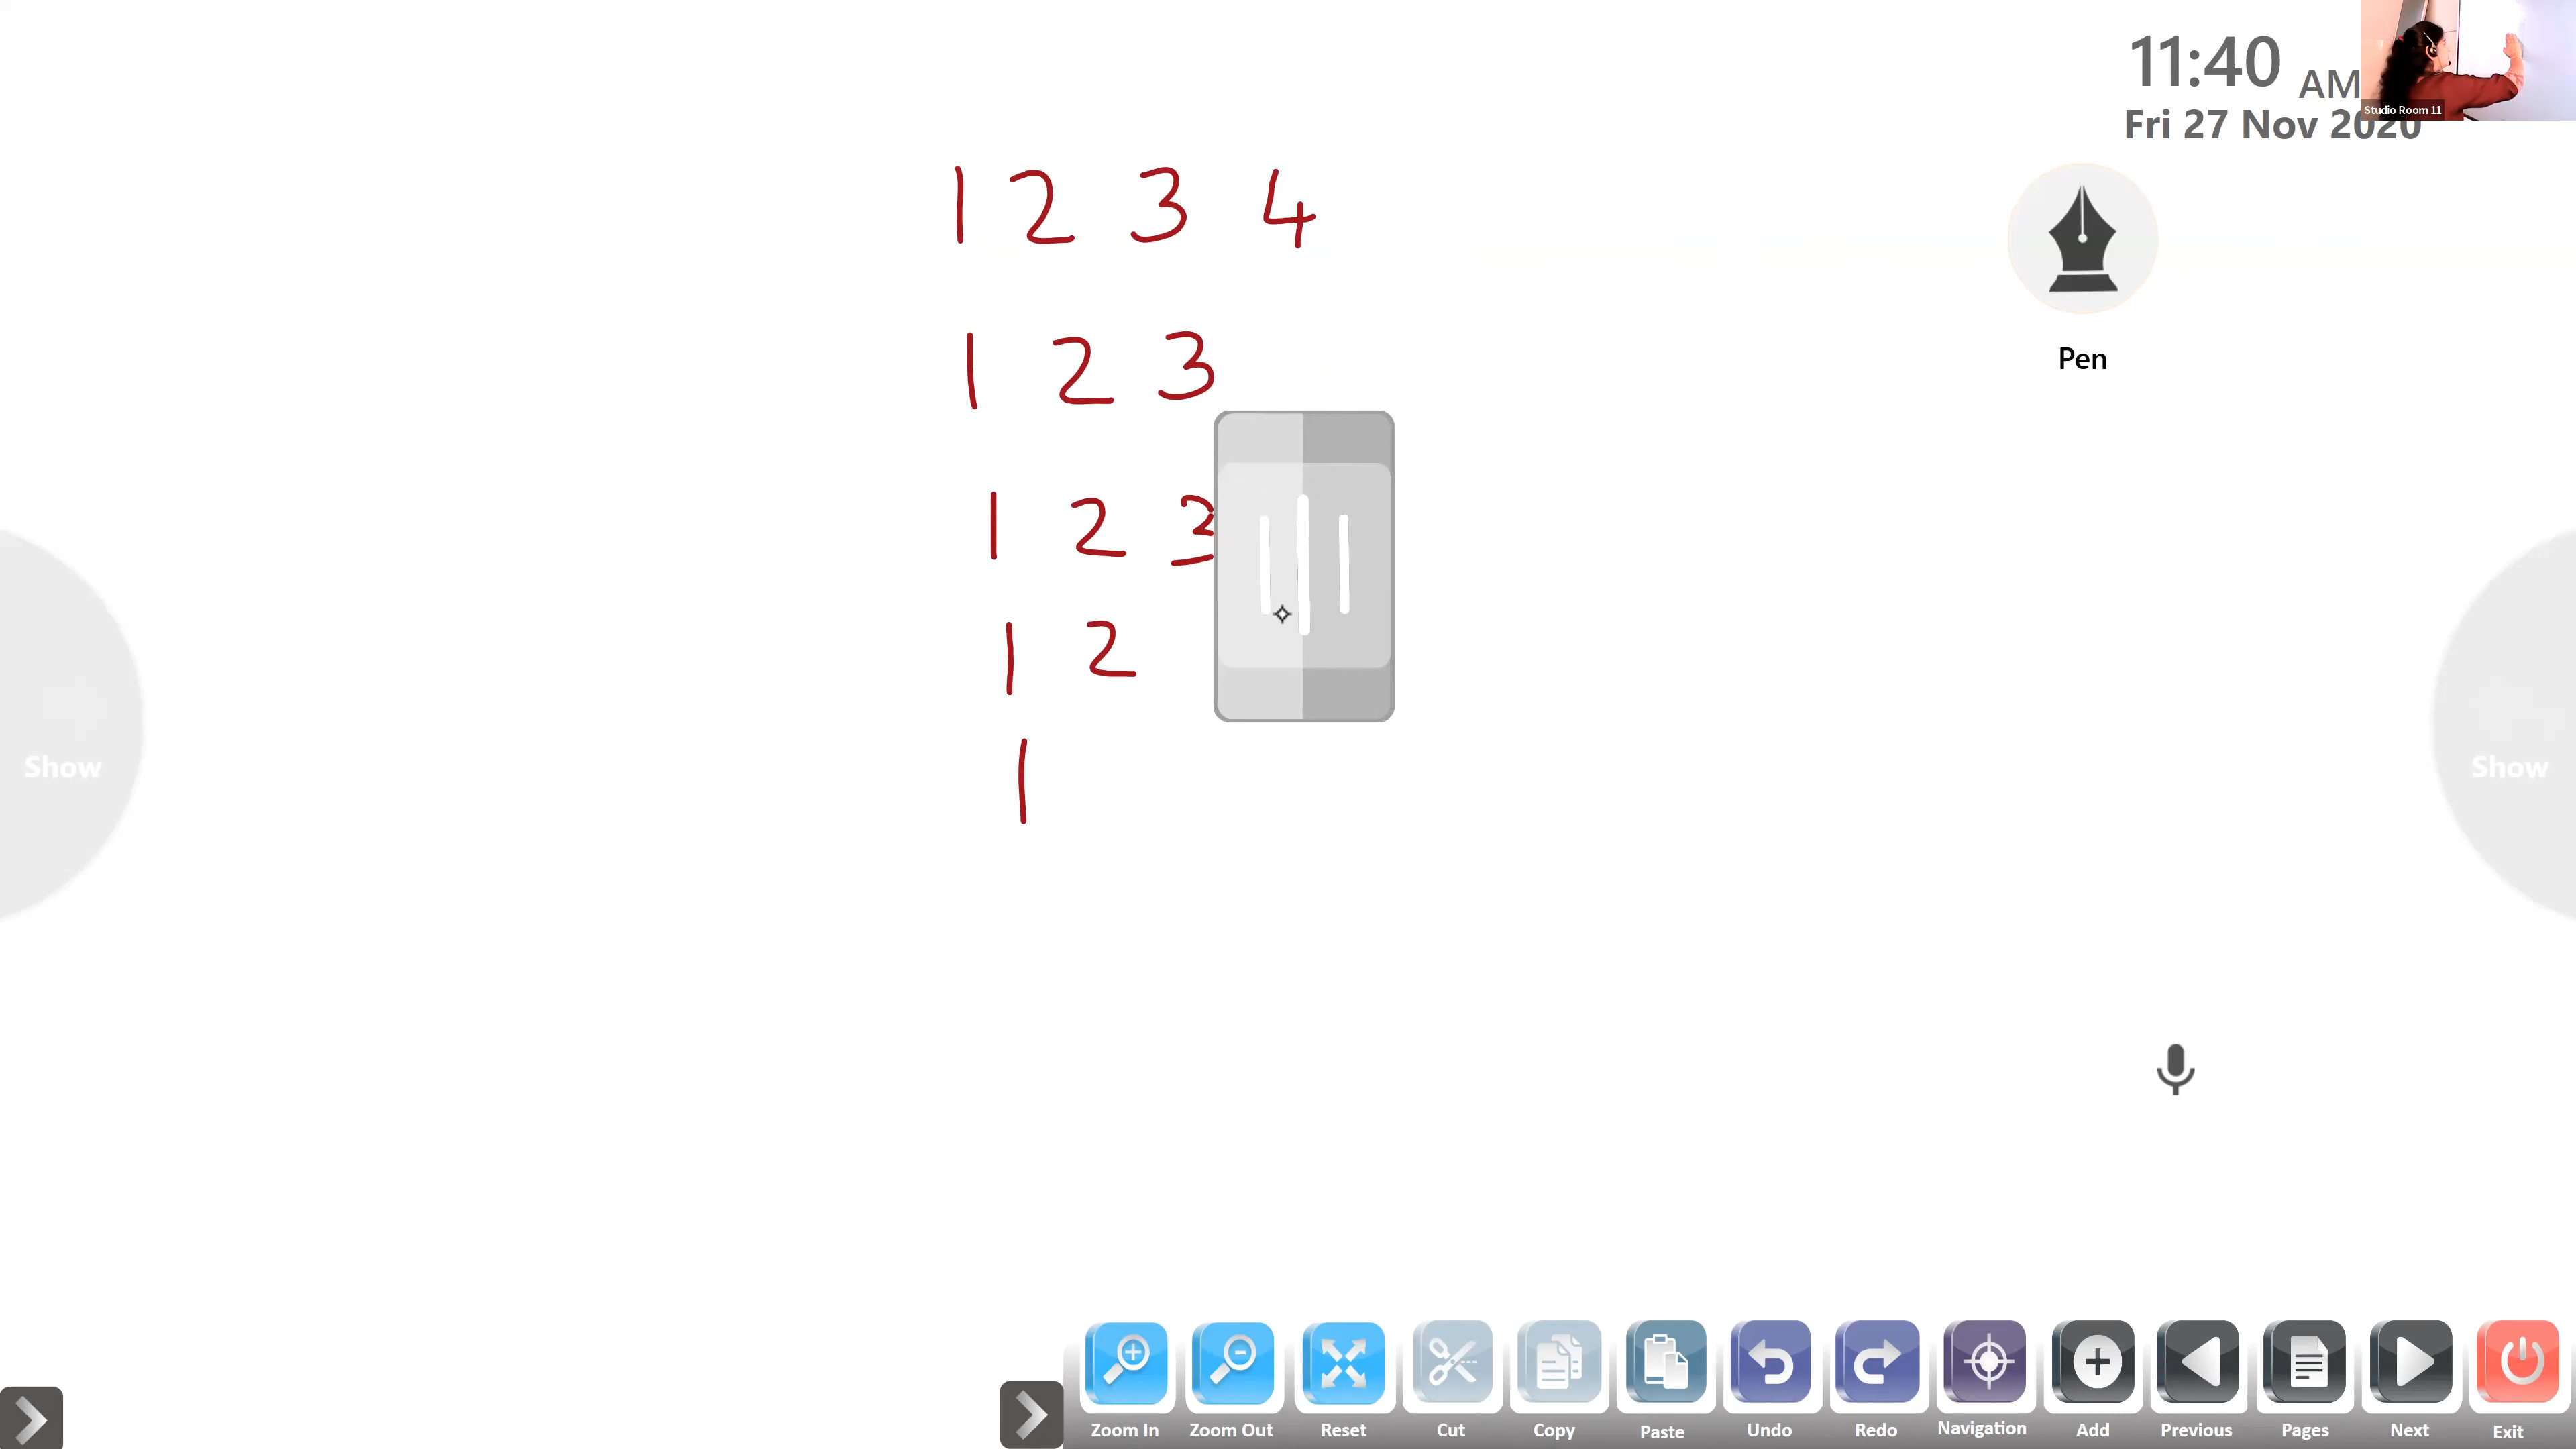 11:40 AM
Studio Room 11
Fri 27 Nov 2020
1 2 3 4
Pen
1 2 3
1 2 3
1 2
1
Show
Show
Zoom In
Zoom Out
Reset
Cut
Copy
Paste
Undo
Redo
Navigation
Add
Previous
Pages
Next
Exit